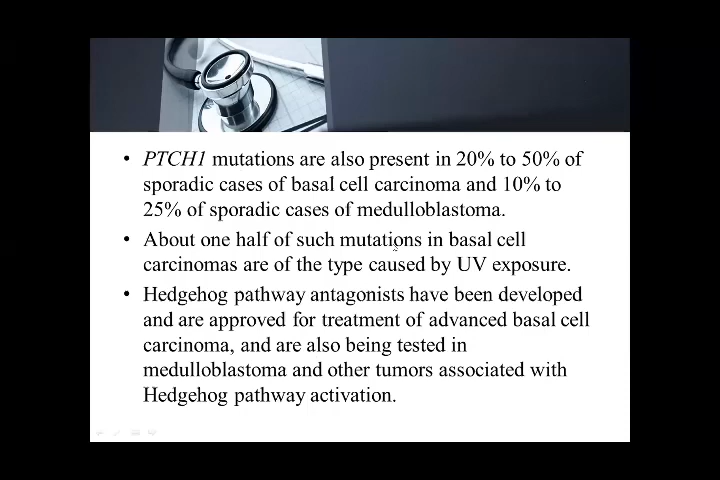 • PTCH1 mutations are also present in 20% to 50% of
sporadic cases of basal cell carcinoma and 10% to
25% of sporadic cases of medulloblastoma.
• About one half of such mutations in basal cell
carcinomas are of the type caused by UV exposure.
• Hedgehog pathway antagonists have been developed
and are approved for treatment of advanced basal cell
carcinoma, and are also being tested in
medulloblastoma and other tumors associated with
Hedgehog pathway activation.